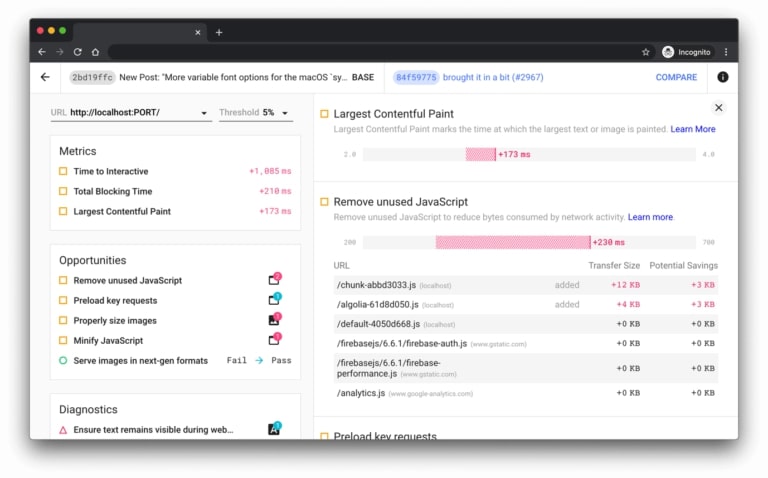 Incognito
2bd19ffc New Post: "More variable font options for the macOS `sy... BASE 84f59775 brought it in a bit (#2967) COMPARE
URL http://localhost:PORT/ Threshold 5%
Metrics
Time to Interactive +1,085 ms
Total Blocking Time +210 ms
Largest Contentful Paint +173 ms
Opportunities
Remove unused JavaScript
Preload key requests
Properly size images
Minify JavaScript
Serve images in next-gen formats Fail → Pass
Diagnostics
Ensure text remains visible during web...
Largest Contentful Paint
Largest Contentful Paint marks the time at which the largest text or image is painted. Learn More
2.0 +173 ms 4.0
Remove unused JavaScript
Remove unused JavaScript to reduce bytes consumed by network activity. Learn more.
200 +230 ms 700
URL Transfer Size Potential Savings
/chunk-abbd3033.js (localhost) added +12 KB +3 KB
/algolia-61d8d050.js (localhost) added +4 KB +3 KB
/default-4050d668.js (localhost) +0 KB +0 KB
/firebasejs/6.6.1/firebase-auth.js (www.gstatic.com) +0 KB +0 KB
/firebasejs/6.6.1/firebase-
performance.js (www.gstatic.com) +0 KB +0 KB
/analytics.js (www.google-analytics.com) +0 KB +0 KB
Preload key requests